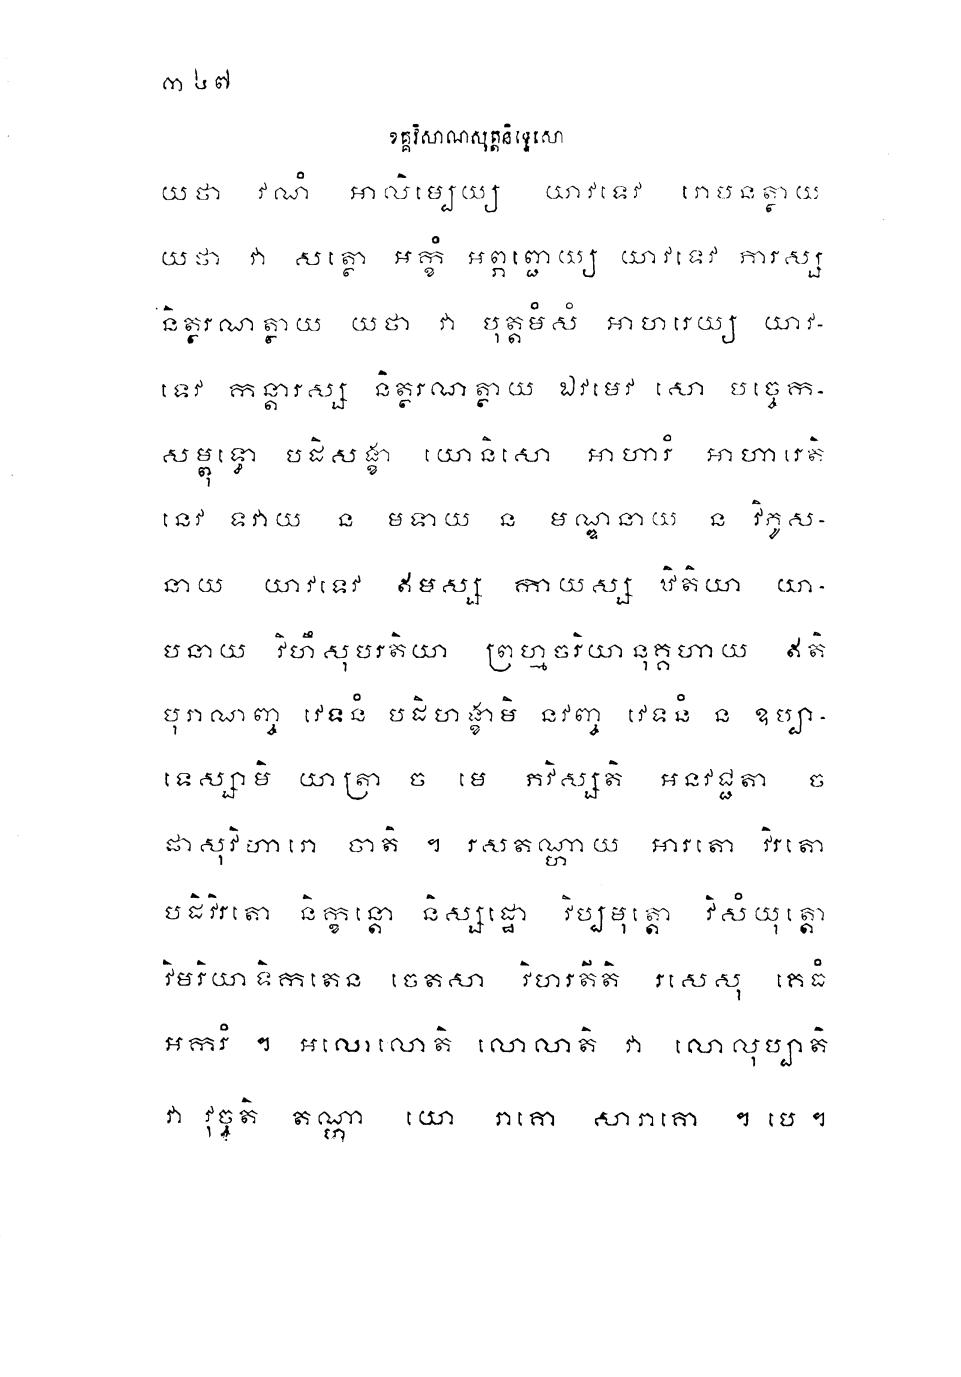 ៣៤៧
ខគ្គវិសាណសុត្តនិទ្ទេសោ
យថា វណំ អាលិម្បេយ្យ យាវទេវ រោបនត្ថាយ
យថា វា សត្ថោ អក្ខំ អព្ភញ្ជេយ្យ យាវទេវ ភារស្ស
និត្ថរណត្ថាយ យថា វា បុត្តមំសំ អាហរេយ្យ យាវ-
ទេវ កន្តារស្ស និត្ថរណត្ថាយ ឯវមេវ សោ បច្ចេក-
សម្ពុទ្ធោ បដិសង្ខា យោនិសោ អាហារំ អាហារេតិ
នេវ ទវាយ ន មទាយ ន មណ្ឌនាយ ន វិភូស-
នាយ យាវទេវ ឥមស្ស កាយស្ស ឋិតិយា យា-
បនាយ វិហឹសុបរតិយា ព្រហ្មចរិយានុគ្គហាយ ឥតិ
បុរាណញ្ច វេទនំ បដិហង្ខាមិ នវញ្ច វេទនំ ន ឧប្បា-
ទេស្សាមិ យាត្រា ច មេ ភវិស្សតិ អនវជ្ជតា ច
ផាសុវិហារោ ចាតិ ។ រសតណ្ហាយ អារតោ វិរតោ
បដិវិរតោ និក្ខន្តោ និស្សដ្ឋោ វិប្បមុត្តោ វិសំយុត្តោ
វិមរិយាទិកតេន ចេតសា វិហរតីតិ រសេសុ គេធំ
អករំ ។ អលោលោតិ លោលាតិ វា លោលុប្បាតិ
វា វុច្ចតិ តណ្ហា យោ រាគោ សារាគោ ។ បេ ។